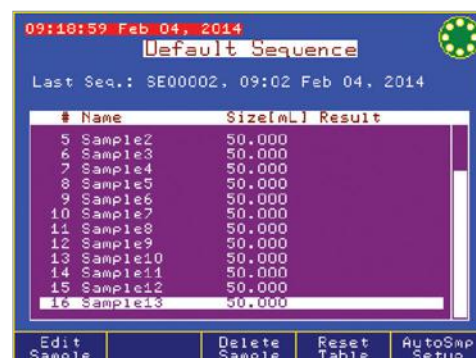 09:18:59 Feb 04, 2014
Default Sequence
Last Seq.: SE00002, 09:02 Feb 04, 2014
# Name Size[mL] Result
5 Sample2 50.000
6 Sample3 50.000
7 Sample4 50.000
8 Sample5 50.000
9 Sample6 50.000
10 Sample7 50.000
11 Sample8 50.000
12 Sample9 50.000
13 Sample10 50.000
14 Sample11 50.000
15 Sample12 50.000
16 Sample13 50.000
Edit Sample Delete Sample Reset Table AutoSmp Setup